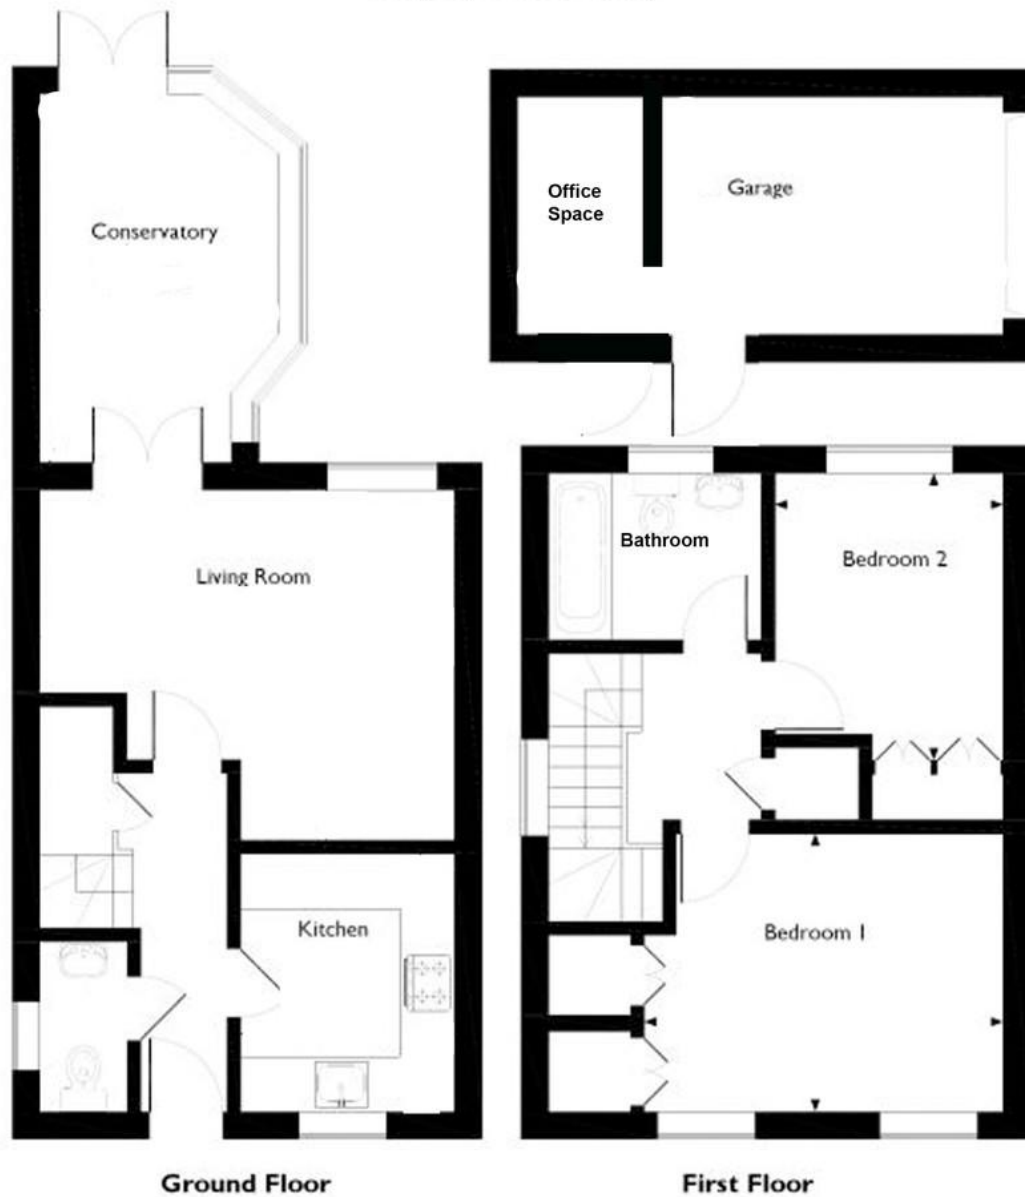 Conservatory
Office
Space
Garage
Living Room
Bathroom
Bedroom 2
Kitchen
Bedroom 1
Ground Floor
First Floor